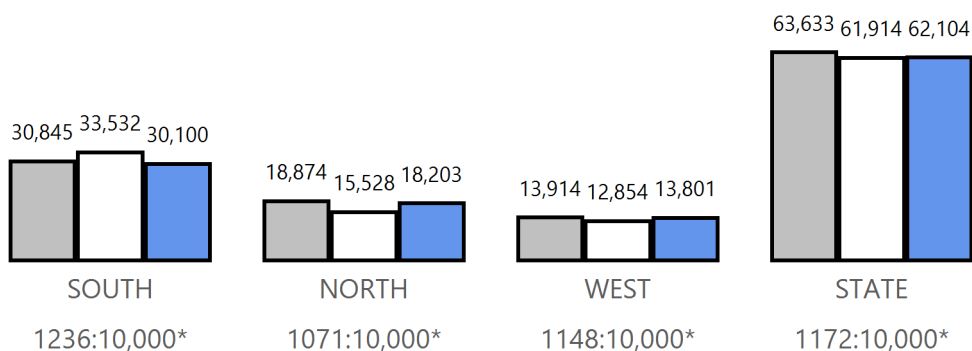 63,633 61,914 62,104
30,845 33,532 30,100
18,874 15,528 18,203
13,914 12,854 13,801
SOUTH NORTH WEST STATE
1236:10,000* 1071:10,000* 1148:10,000* 1172:10,000*